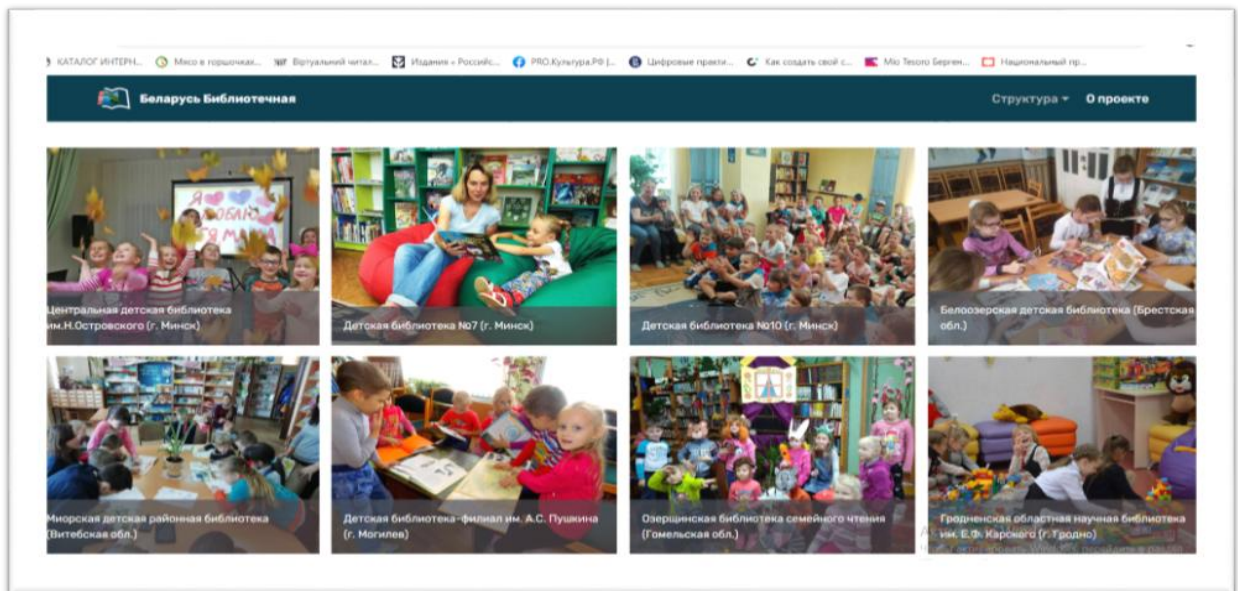 КАТАЛОГ ИНТЕРН...
Мясо в горшочках...
Віртуальний читал...
Издания « Российс...
PRO.Культура.РФ |...
Цифровые практи...
Как создать свой с...
Mio Tesoro Берген...
Национальный пр...
Беларусь Библиотечная
Структура
О проекте
Я
ЛЮБЛЮ
Центральная детская библиотека
им.Н.Островского (г. Минск)
Детская библиотека №7 (г. Минск)
Детская библиотека №10 (г. Минск)
Белоозерская детская библиотека (Брестская
обл.)
Миорская детская районная библиотека
(Витебская обл.)
Детская библиотека-филиал им. А.С. Пушкина
(г. Могилев)
Озерщинская библиотека семейного чтения
(Гомельская обл.)
Гродненская областная научная библиотека
им. Е.Ф. Карского (г. Гродно)